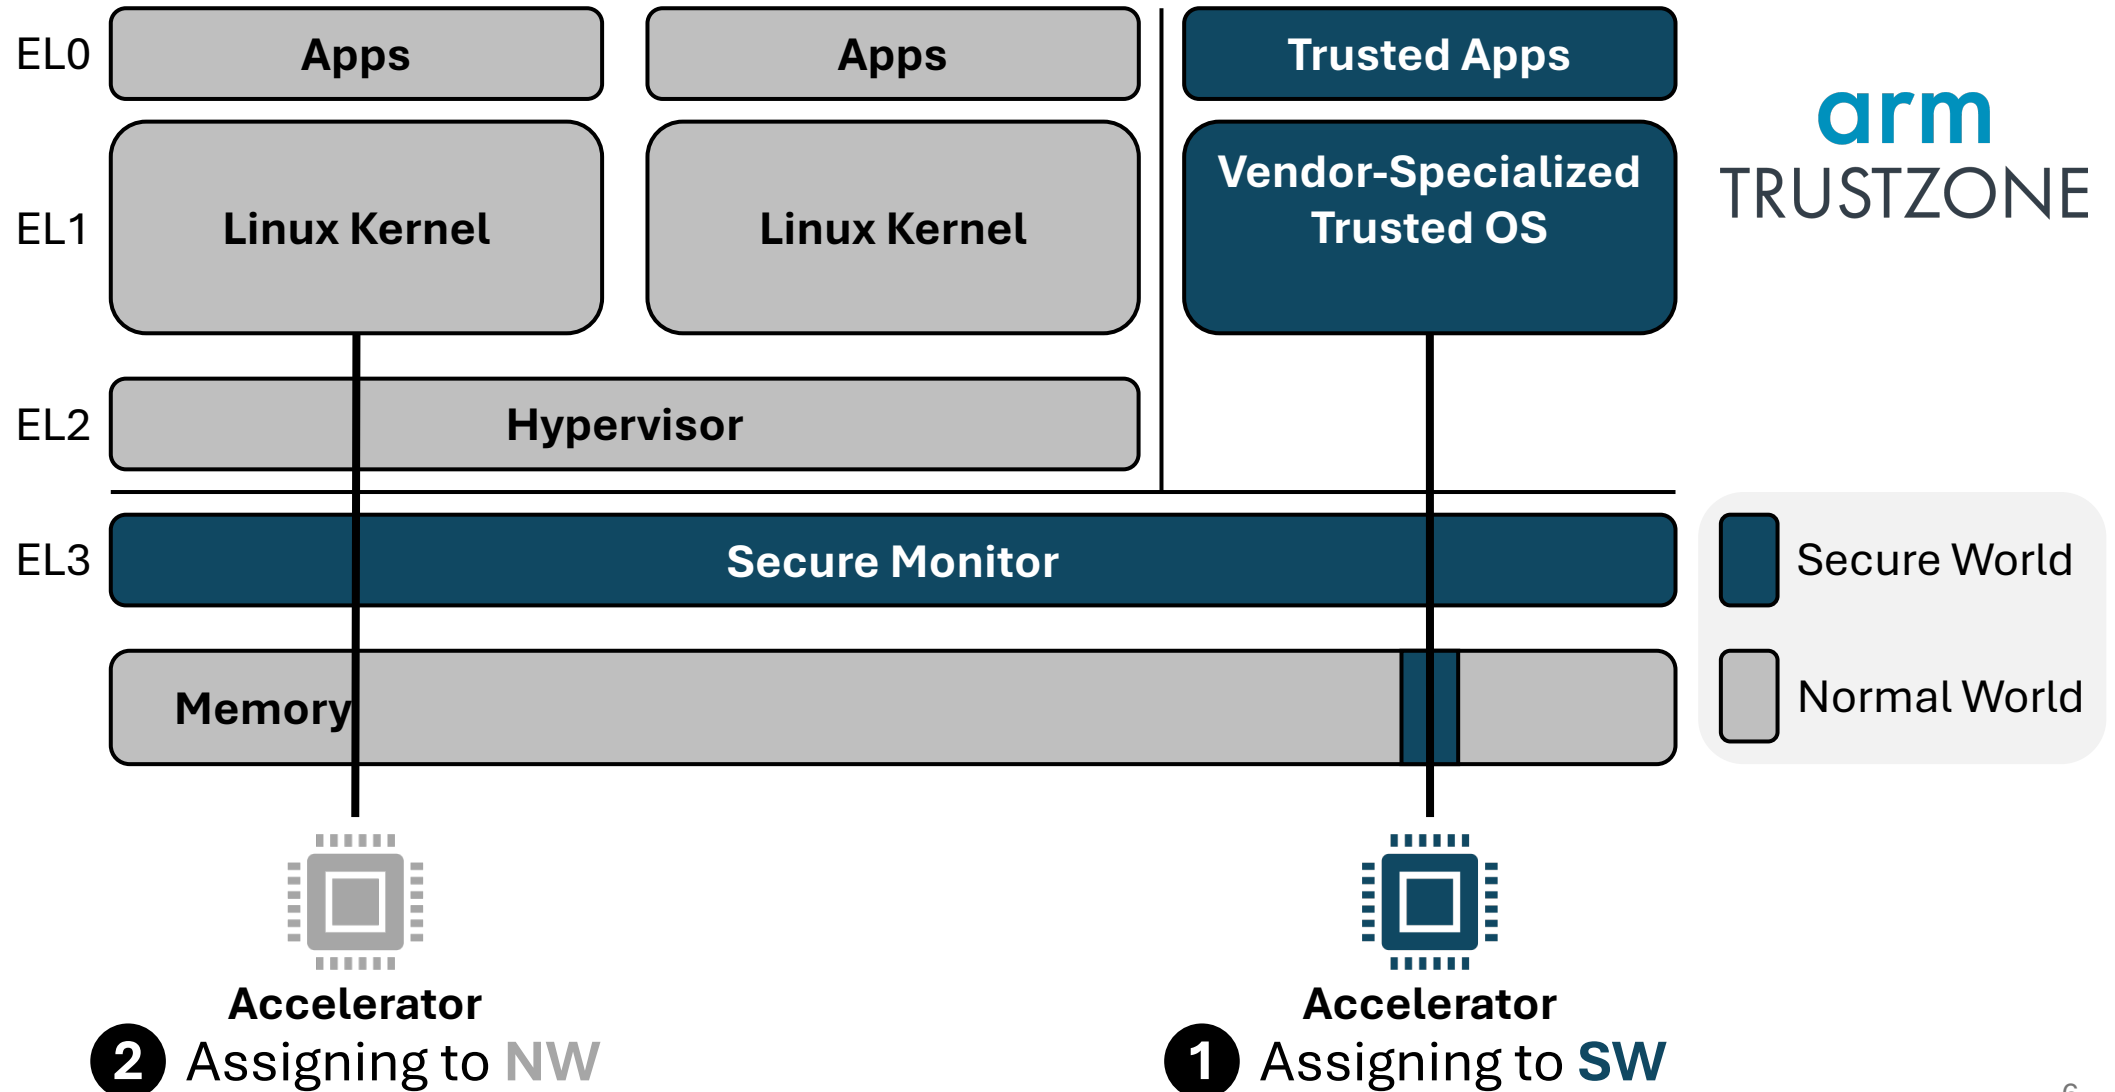 EL0
Apps
Apps
Trusted Apps
arm
TRUSTZONE
EL1
Linux Kernel
Linux Kernel
Vendor-Specialized
Trusted OS
EL2
Hypervisor
EL3
Secure Monitor
Secure World
Memory
Normal World
Accelerator
2 Assigning to NW
Accelerator
1 Assigning to SW